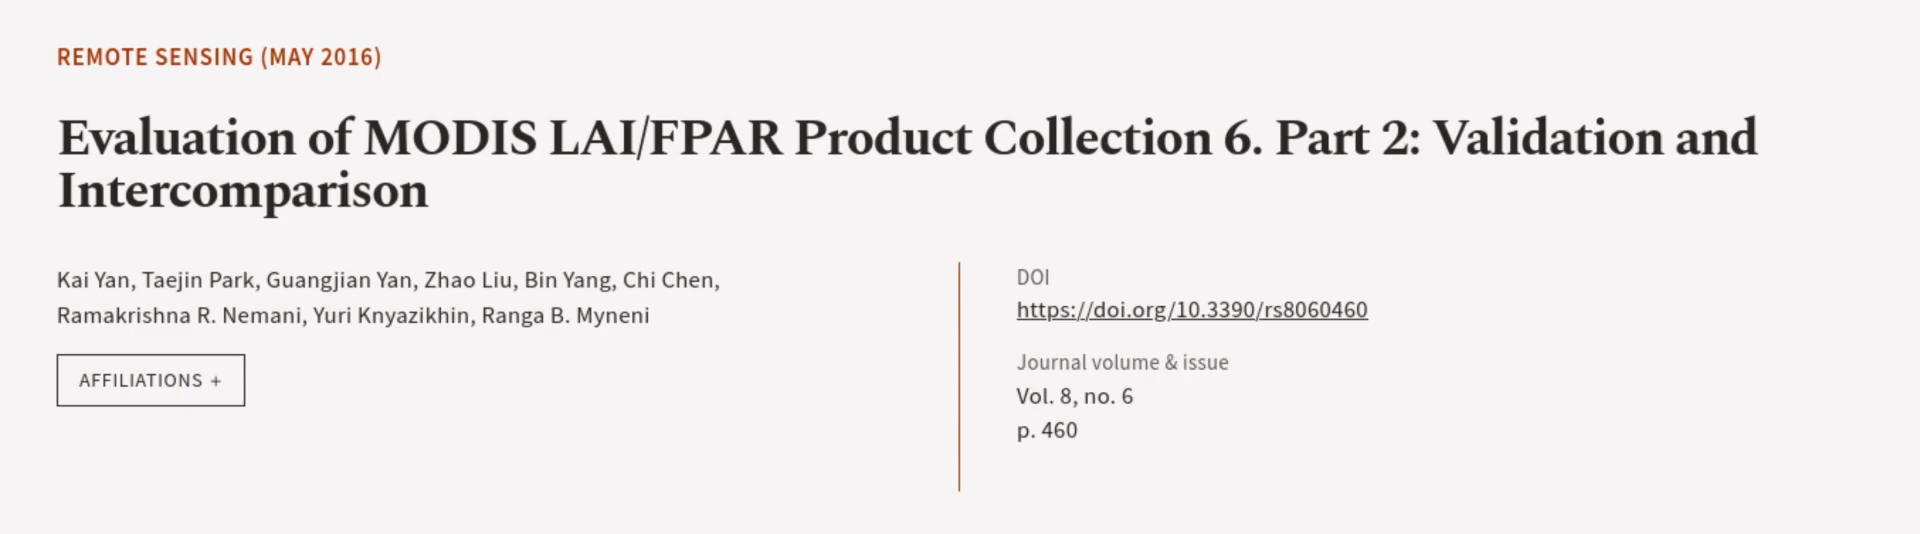 REMOTE SENSING (MAY 2016)
Evaluation of MODIS LAI/FPAR Product Collection 6. Part 2: Validation and
Intercomparison
Kai Yan, Taejin Park, Guangjian Yan, Zhao Liu, Bin Yang, Chi Chen,
Ramakrishna R. Nemani, Yuri Knyazikhin, Ranga B. Myneni
AFFILIATIONS +
DOI
https://doi.org/10.3390/rs8060460
Journal volume & issue
Vol. 8, no. 6
p. 460